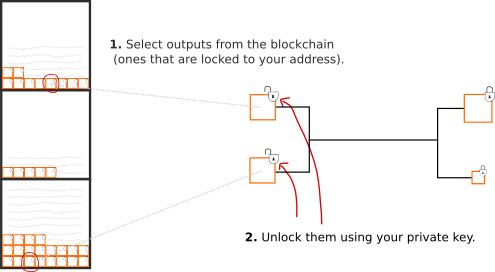 1. Select outputs from the blockchain
(ones that are locked to your address).
2. Unlock them using your private key.